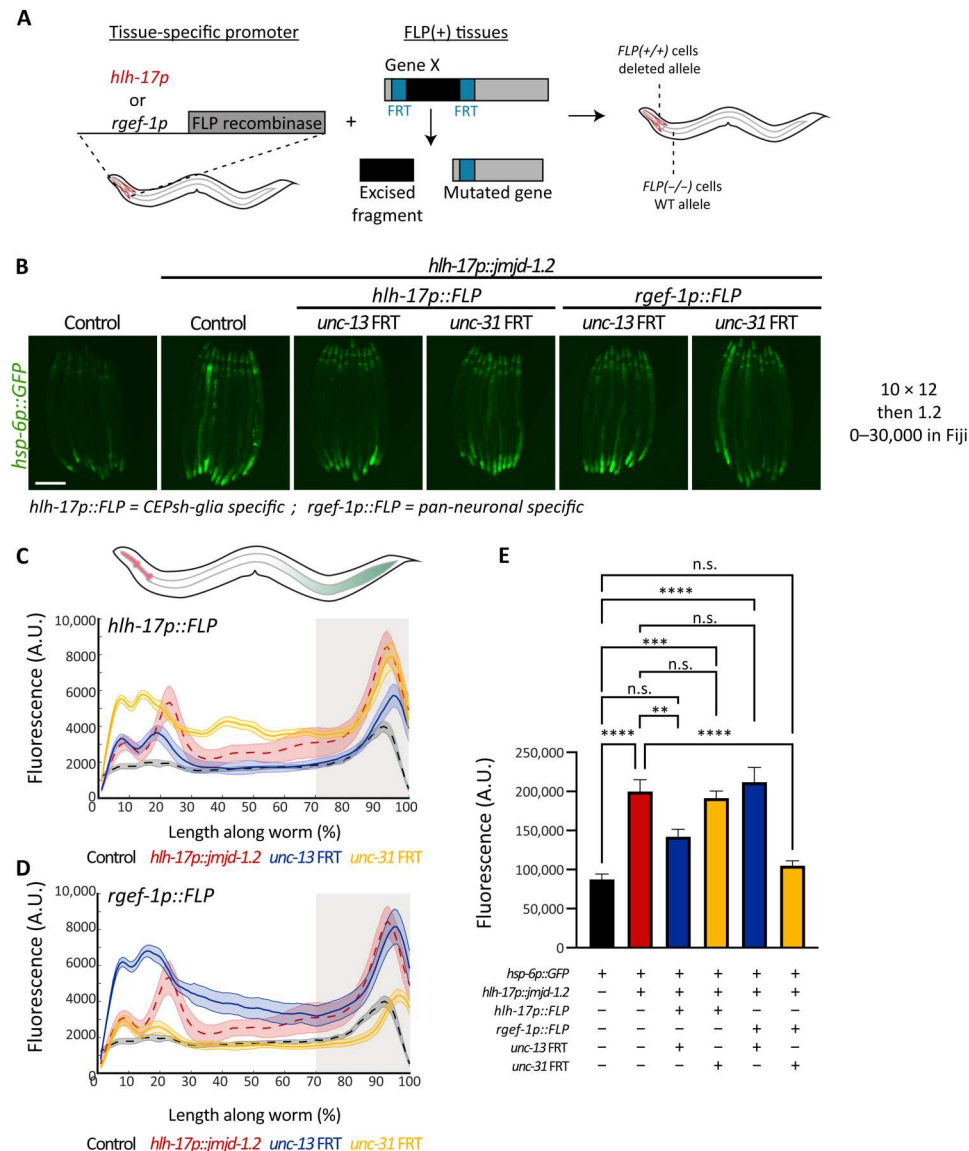 A
Tissue-specific promoter
FLP(+) tissues
hlh-17p
or
rgef-1p
FLP recombinase
+
Gene X
FRT FRT
Excised
fragment
Mutated gene
FLP(+/+) cells
deleted allele
FLP(−/−) cells
WT allele
B
hlh-17p::jmjd-1.2
hlh-17p::FLP rgef-1p::FLP
Control Control unc-13 FRT unc-31 FRT unc-13 FRT unc-31 FRT
hsp-6p::GFP
10 × 12
then 1.2
0–30,000 in Fiji
hlh-17p::FLP = CEPsh-glia specific ; rgef-1p::FLP = pan-neuronal specific
C
hlh-17p::FLP
Fluorescence (A.U.)
10,000
8000
6000
4000
2000
0
10 20 30 40 50 60 70 80 90 100
Length along worm (%)
Control hlh-17p::jmjd-1.2 unc-13 FRT unc-31 FRT
D
rgef-1p::FLP
Fluorescence (A.U.)
10,000
8000
6000
4000
2000
0
10 20 30 40 50 60 70 80 90 100
Length along worm (%)
Control hlh-17p::jmjd-1.2 unc-13 FRT unc-31 FRT
E
n.s.
****
n.s.
***
n.s.
n.s.
**
**** ****
Fluorescence (A.U.)
250,000
200,000
150,000
100,000
50,000
0
hsp-6p::GFP + + + + + +
hlh-17p::jmjd-1.2 − + + + + +
hlh-17p::FLP − − + + − −
rgef-1p::FLP − − − − + +
unc-13 FRT − − + − + −
unc-31 FRT − − − + − +